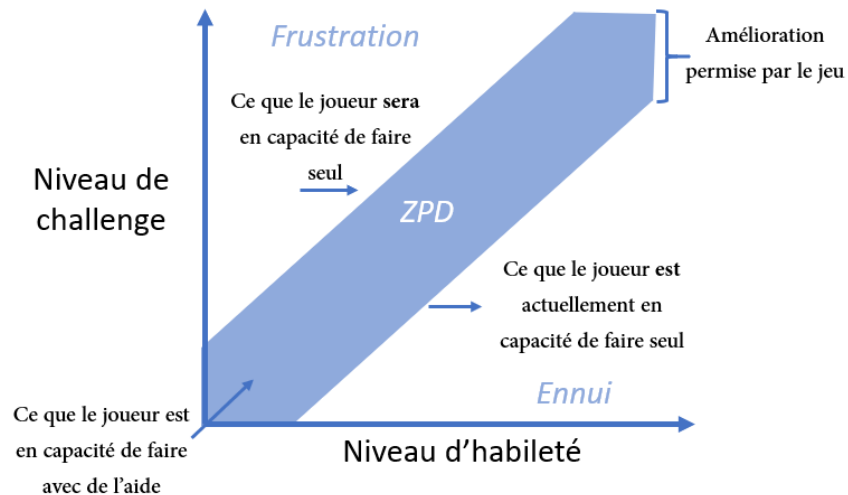 Frustration
Amélioration
permise par le jeu
Ce que le joueur sera
en capacité de faire
seul
Niveau de
challenge
ZPD
Ce que le joueur est
actuellement en
capacité de faire seul
Ennui
Ce que le joueur est
en capacité de faire
avec de l’aide
Niveau d’habileté